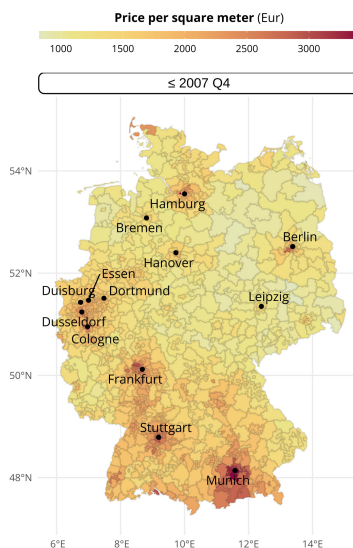 Price per square meter (Eur)
1000 1500 2000 2500 3000
≤ 2007 Q4
54°N
Hamburg
Bremen
Berlin
Hanover
52°N
Essen
Duisburg
Dortmund
Leipzig
Dusseldorf
Cologne
50°N
Frankfurt
Stuttgart
48°N
Munich
6°E 8°E 10°E 12°E 14°E